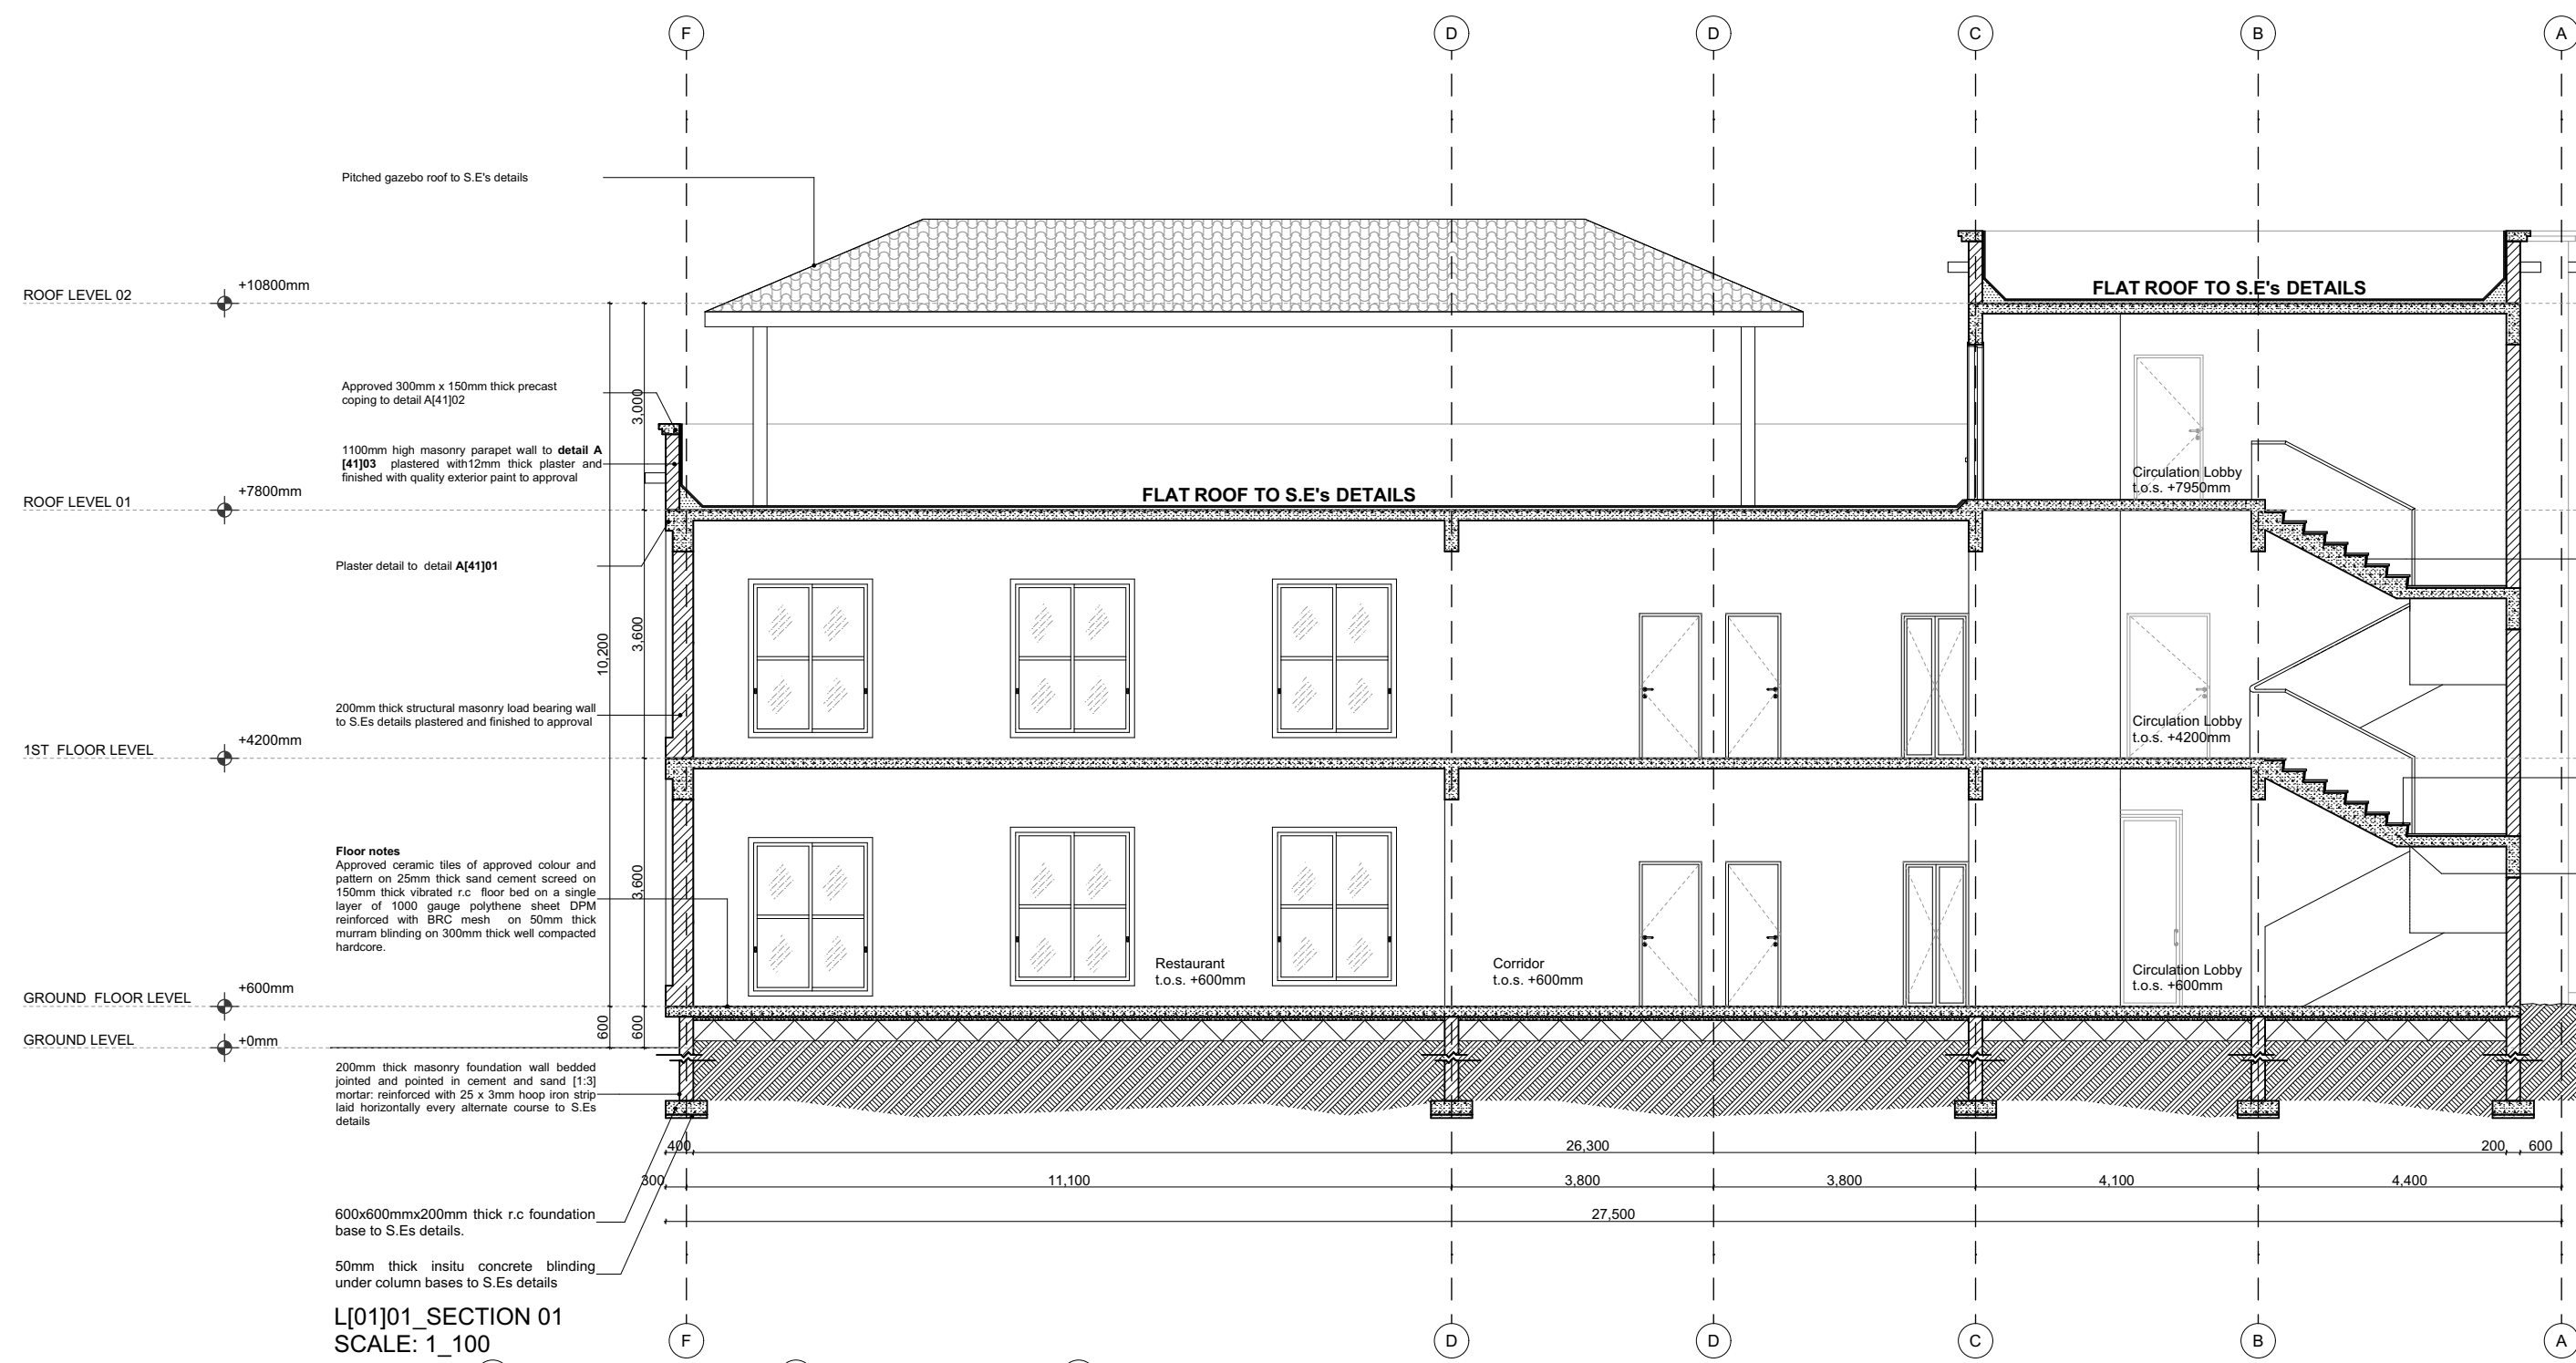 F D D C B A
Pitched gazebo roof to S.E's details
ROOF LEVEL 02 +10800mm
FLAT ROOF TO S.E's DETAILS
Approved 300mm x 150mm thick precast
coping to detail A[41]02
3,000
1100mm high masonry parapet wall to detail A
[41]03 plastered with12mm thick plaster and
finished with quality exterior paint to approval
Circulation Lobby
t.o.s. +7950mm
ROOF LEVEL 01 +7800mm
FLAT ROOF TO S.E's DETAILS
Plaster detail to detail A[41]01
10,200
3,600
200mm thick structural masonry load bearing wall
to S.Es details plastered and finished to approval
Circulation Lobby
t.o.s. +4200mm
1ST FLOOR LEVEL +4200mm
Floor notes
Approved ceramic tiles of approved colour and
pattern on 25mm thick sand cement screed on
150mm thick vibrated r.c floor bed on a single
layer of 1000 gauge polythene sheet DPM
reinforced with BRC mesh on 50mm thick
murram blinding on 300mm thick well compacted
hardcore.
3,600
Restaurant
t.o.s. +600mm
Corridor
t.o.s. +600mm
Circulation Lobby
t.o.s. +600mm
GROUND FLOOR LEVEL +600mm
600 600
GROUND LEVEL +0mm
200mm thick masonry foundation wall bedded
jointed and pointed in cement and sand [1:3]
mortar: reinforced with 25 x 3mm hoop iron strip
laid horizontally every alternate course to S.Es
details
400 26,300 200 600
300 11,100 3,800 3,800 4,100 4,400
27,500
600x600mmx200mm thick r.c foundation
base to S.Es details.
50mm thick insitu concrete blinding
under column bases to S.Es details
L[01]01_SECTION 01
SCALE: 1_100
F D D C B A